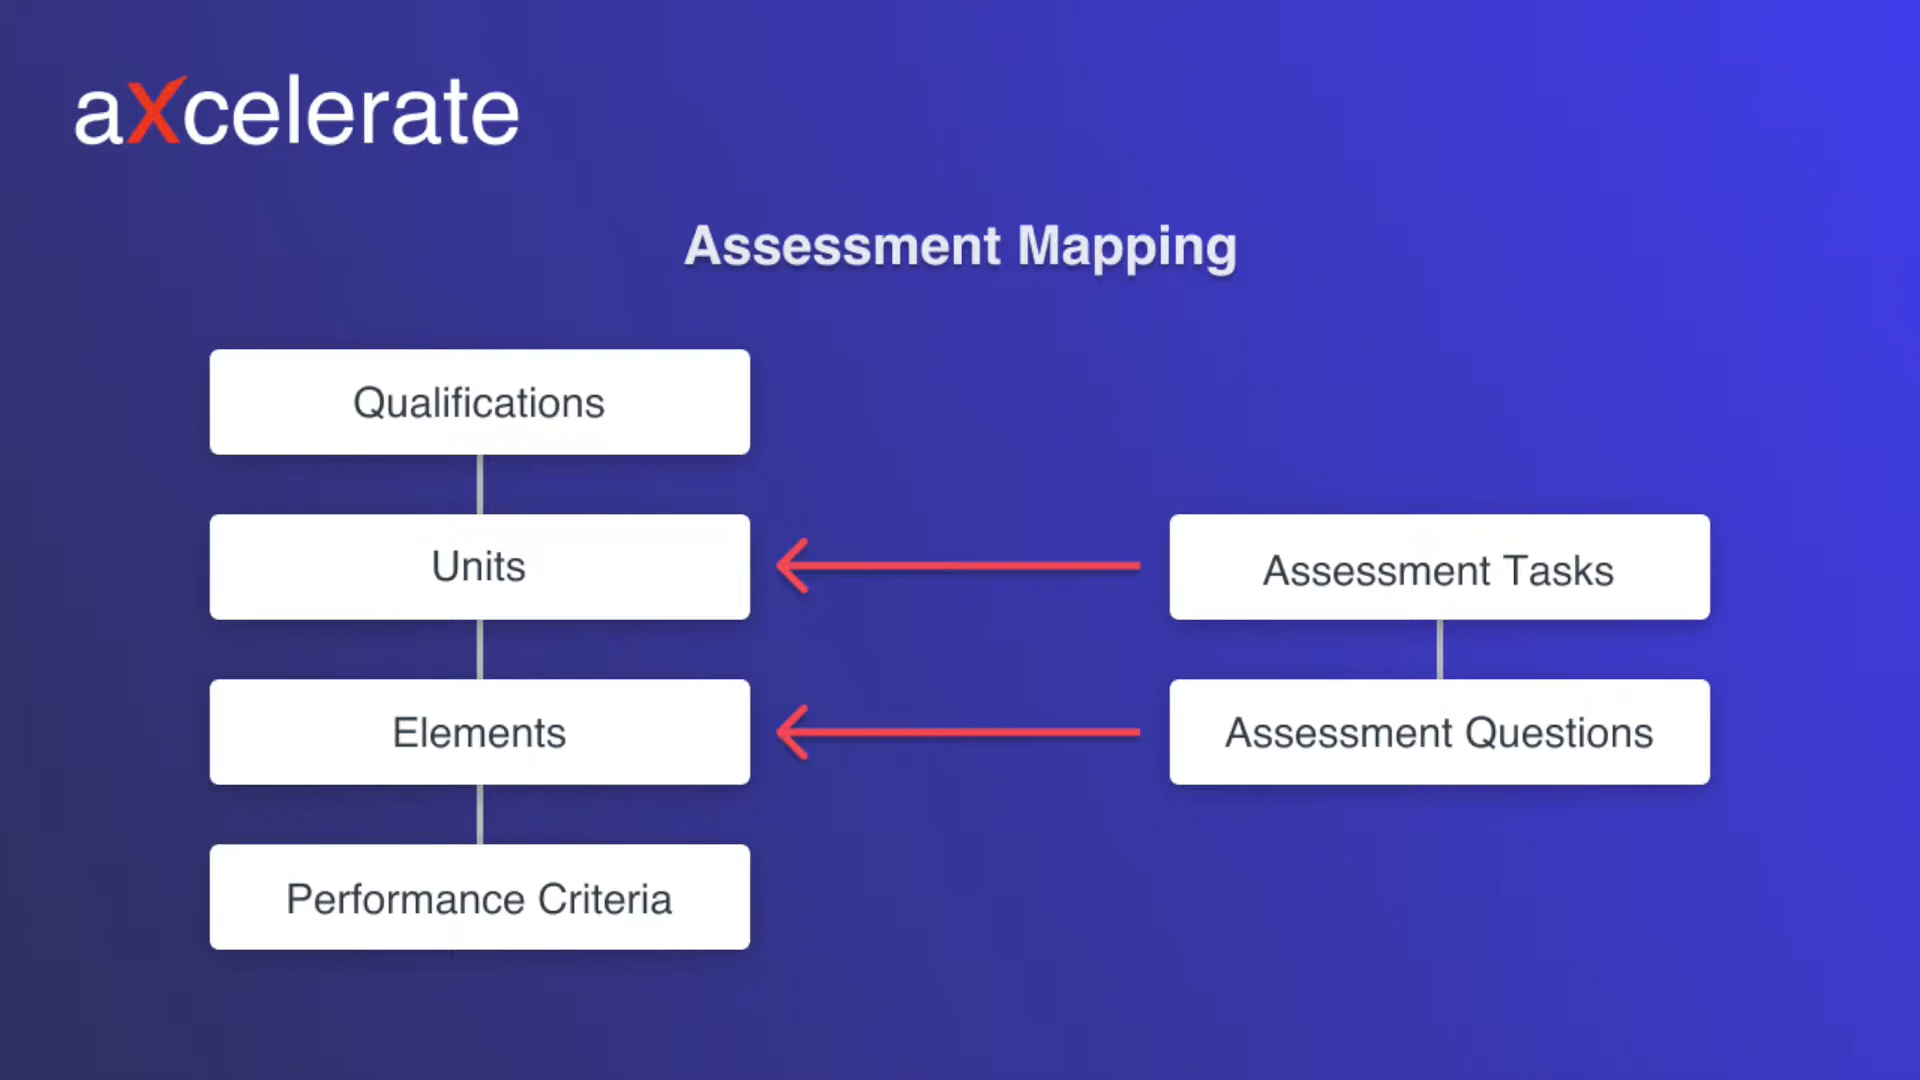 axcelerate
Assessment Mapping
Qualifications
Units
Assessment Tasks
Elements
Assessment Questions
Performance Criteria